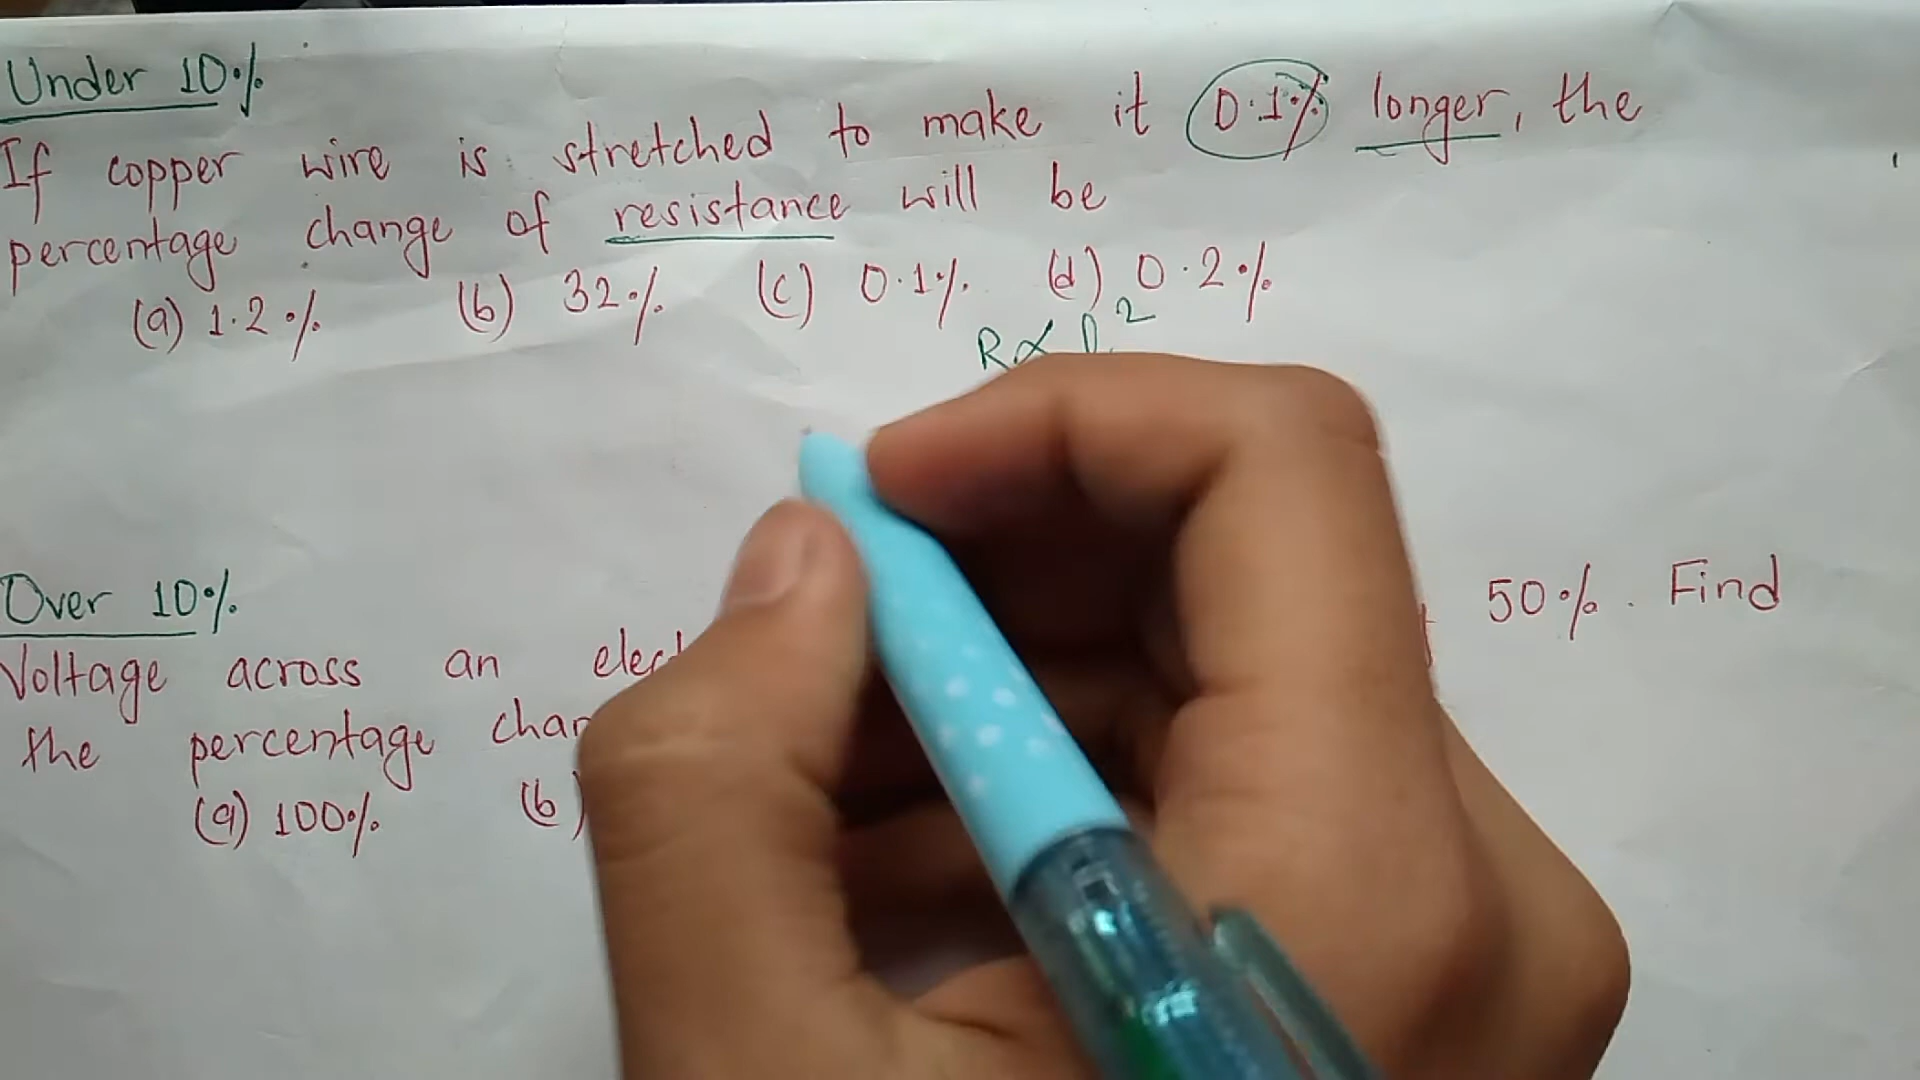 Under 10%
If copper wire is stretched to make it 0.1% longer, the
percentage change of resistance will be
(a) 1.2% (b) 32% (c) 0.1% (d) 0.2%
R ∝ l²
Over 10%
Voltage across an 50%. Find
the percentage
(a) 100% (b)